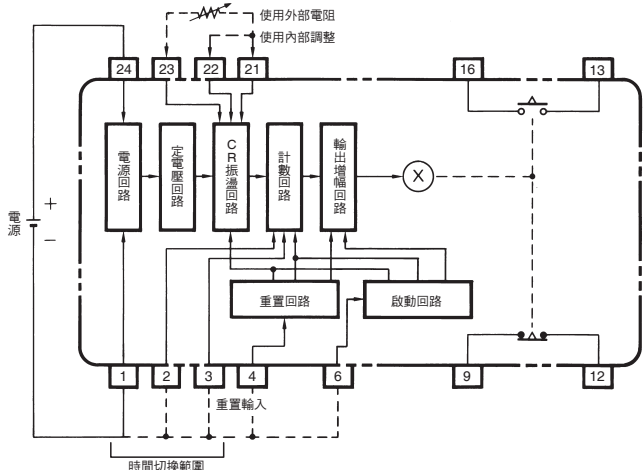 使用外部電阻
使用內部調整
24
23
22
21
16
13
電源回路
定電壓回路
CR振盪回路
計數回路
輸出增幅回路
X
+
電源
−
重置回路
啟動回路
1
2
3
4
6
9
12
重置輸入
時間切換範圍